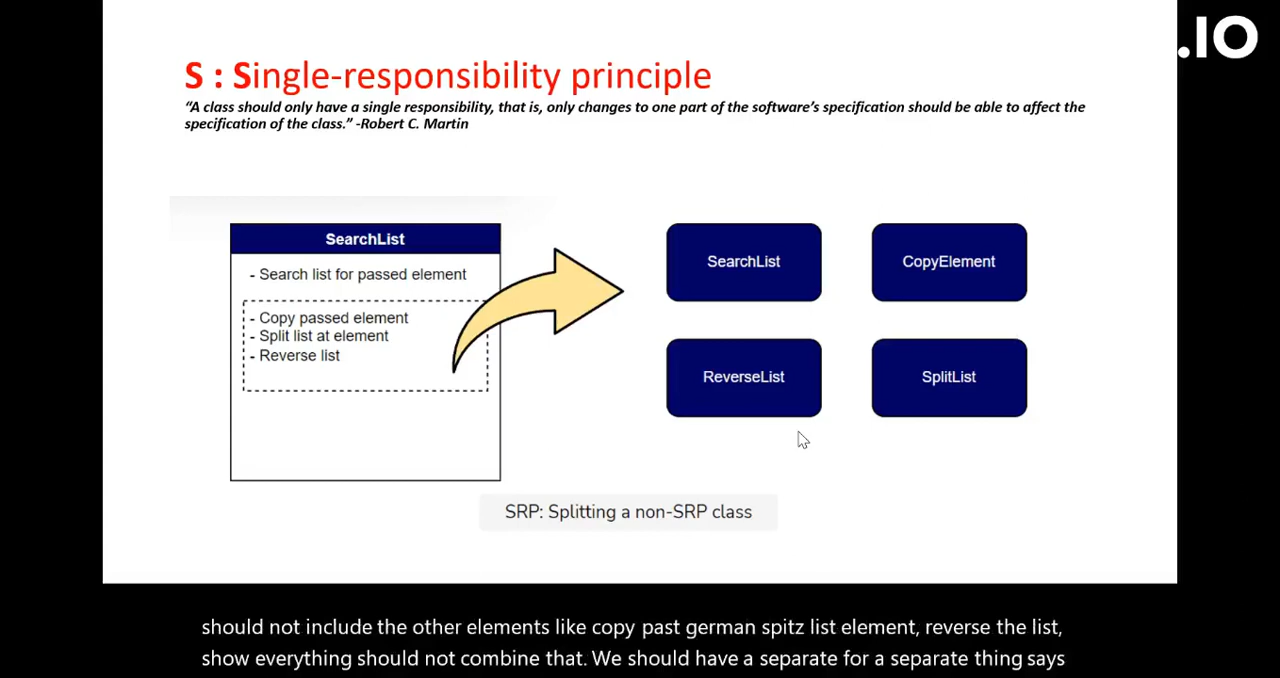 .IO
S : Single-responsibility principle
“A class should only have a single responsibility, that is, only changes to one part of the software’s specification should be able to affect the
specification of the class.” -Robert C. Martin
SearchList
- Search list for passed element
- Copy passed element
- Split list at element
- Reverse list
SearchList
CopyElement
ReverseList
SplitList
SRP: Splitting a non-SRP class
should not include the other elements like copy past german spitz list element, reverse the list,
show everything should not combine that. We should have a separate for a separate thing says